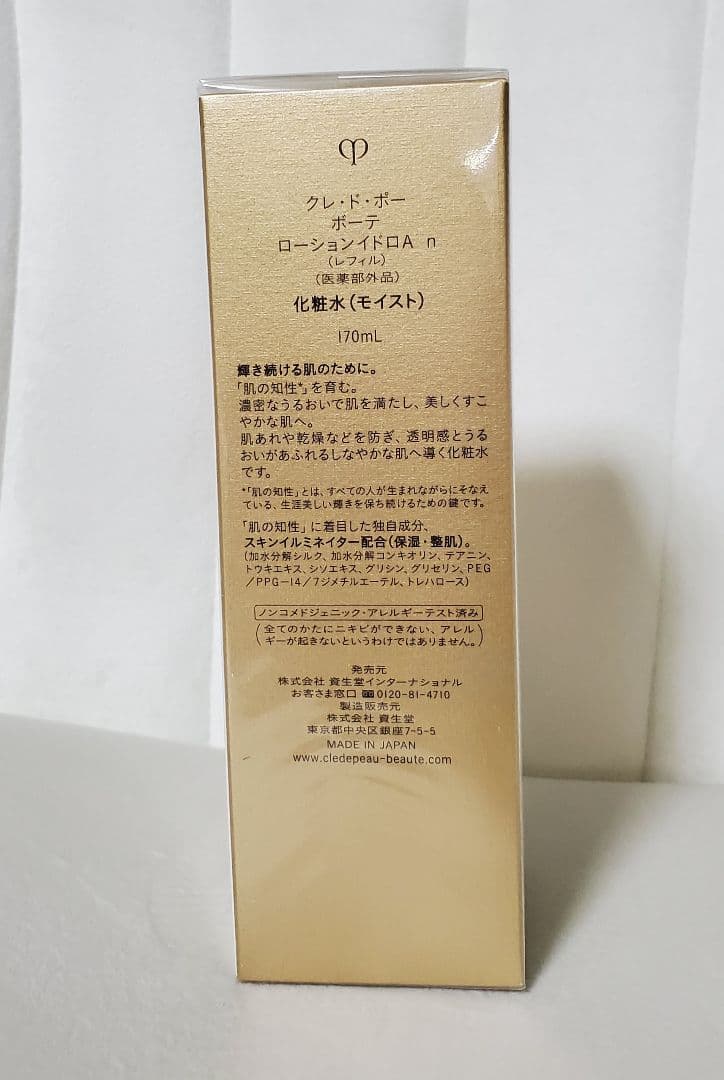 クレ・ド・ポー
ボーテ
ローションイドロA n
（レフィル）
（医薬部外品）
化粧水（モイスト）
170mL
輝き続ける肌のために。
「肌の知性*」を育む。
濃密なうるおいで肌を満たし、美しくすこ
やかな肌へ。
肌あれや乾燥などを防ぎ、透明感とうる
おいがあふれるしなやかな肌へ導く化粧水
です。
*「肌の知性」とは、すべての人が生まれながらにそなえ
ている、生涯美しい輝きを保ち続けるための鍵です。
「肌の知性」に着目した独自成分、
スキンイルミネイター配合（保湿・整肌）。
（加水分解シルク、加水分解コンキオリン、テアニン、
トウキエキス、シソエキス、グリシン、グリセリン、PEG
／PPG－14／7ジメチルエーテル、トレハロース）
ノンコメドジェニック・アレルギーテスト済み
（全てのかたにニキビができない、アレル
ギーが起きないというわけではありません。）
発売元
株式会社 資生堂インターナショナル
お客さま窓口 0120-81-4710
製造販売元
株式会社 資生堂
東京都中央区銀座7-5-5
MADE IN JAPAN
www.cledepeau-beaute.com